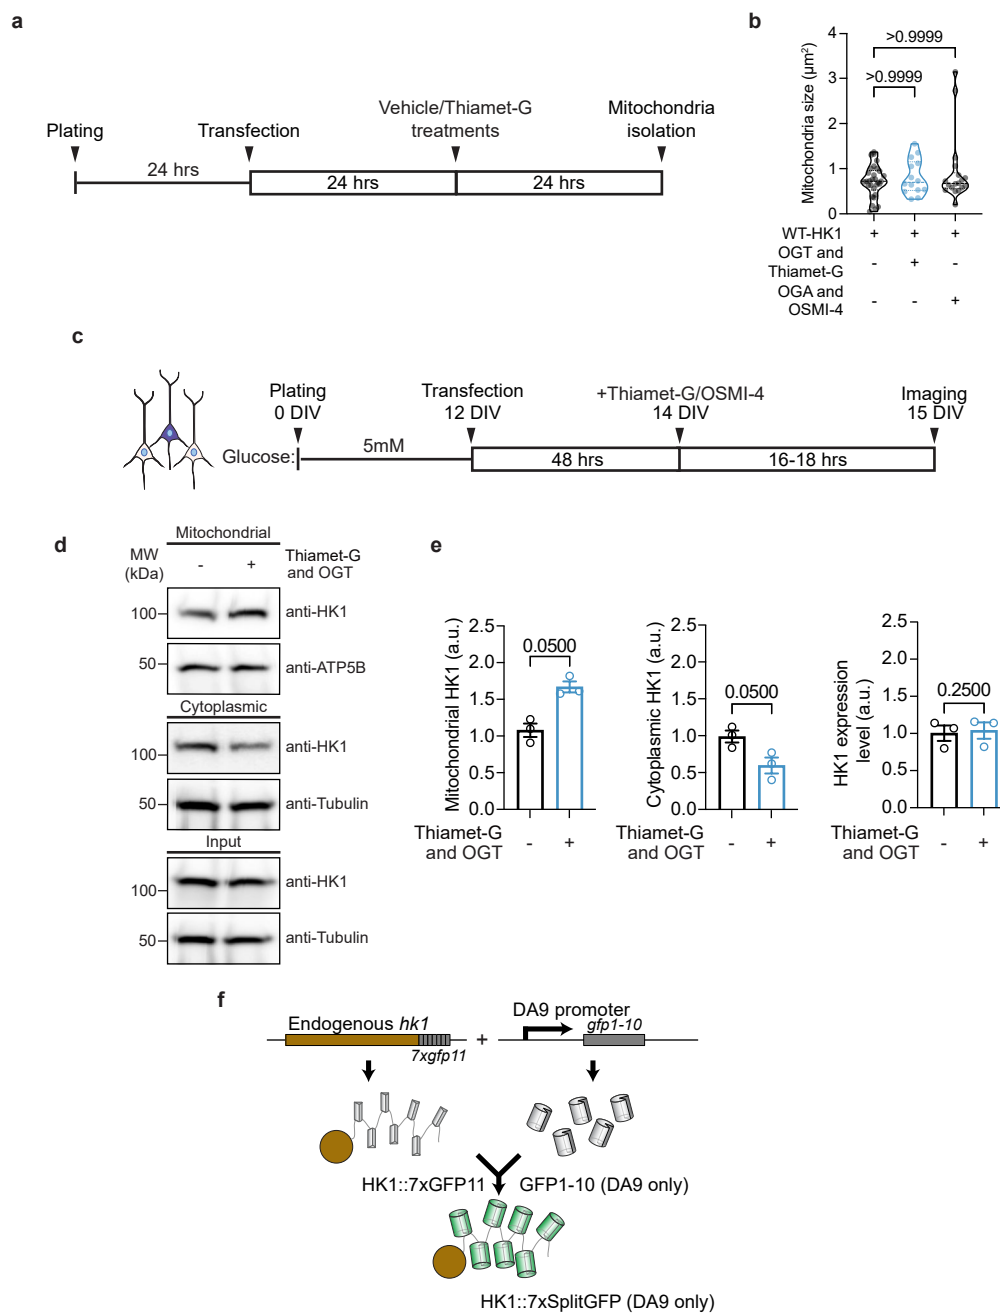 a
Plating
Transfection
Vehicle/Thiamet-G
treatments
Mitochondria
isolation
24 hrs
24 hrs
24 hrs
b
Mitochondria size (µm²)
4
3
2
1
0
>0.9999
>0.9999
WT-HK1 + + +
OGT and
Thiamet-G - + -
OGA and
OSMI-4 - - +
c
Plating
0 DIV
Transfection
12 DIV
+Thiamet-G/OSMI-4
14 DIV
Imaging
15 DIV
Glucose:
5mM
48 hrs
16-18 hrs
d
Mitochondrial
MW
(kDa)
- +
Thiamet-G
and OGT
100
anti-HK1
50
anti-ATP5B
Cytoplasmic
100
anti-HK1
50
anti-Tubulin
Input
100
anti-HK1
50
anti-Tubulin
e
Mitochondrial HK1 (a.u.)
2.5
2.0
1.5
1.0
0.5
0.0
0.0500
Thiamet-G
and OGT - +
Cytoplasmic HK1 (a.u.)
2.5
2.0
1.5
1.0
0.5
0.0
0.0500
Thiamet-G
and OGT - +
HK1 expression
level (a.u.)
2.5
2.0
1.5
1.0
0.5
0.0
0.2500
Thiamet-G
and OGT - +
f
Endogenous hk1
7xgfp11
+
DA9 promoter
gfp1-10
HK1::7xGFP11
GFP1-10 (DA9 only)
HK1::7xSplitGFP (DA9 only)